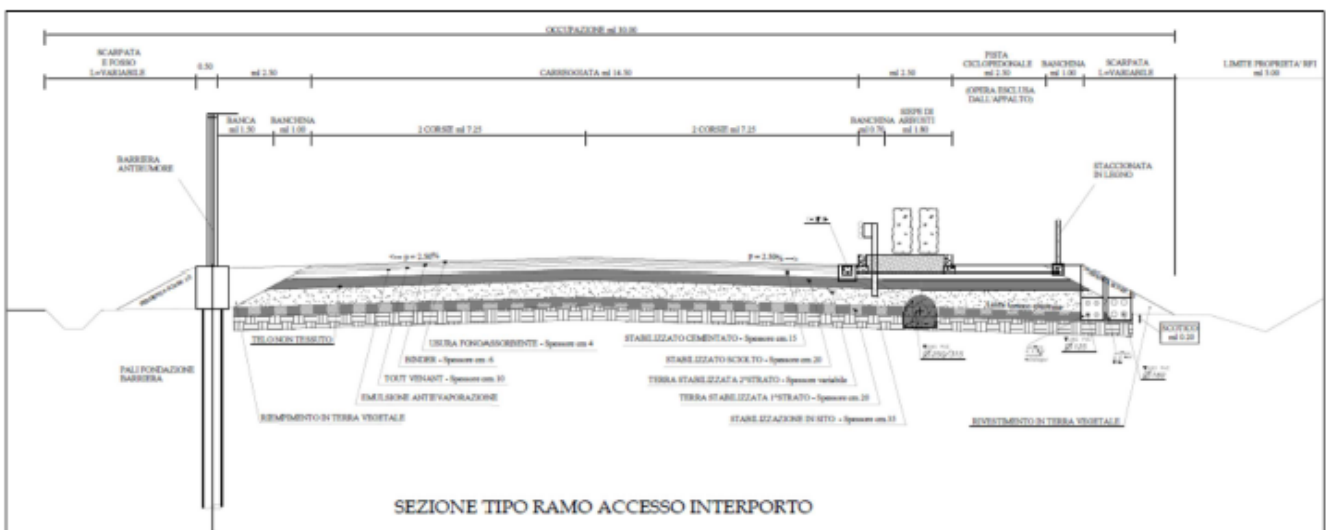 OCCUPAZIONE ml 30.00
SCARPATA
E FOSSO
L=VARIABILE
0.50
ml 2.50
CARREGGIATA ml 14.50
ml 2.50
PISTA
CICLOPEDONALE
ml 2.50
(OPERA ESCLUSA
DALL'APPALTO)
BANCHINA
ml 1.00
SCARPATA
L=VARIABILE
LIMITE PROPRIETA' RFI
ml 3.00
BANCA
ml 1.50
BANCHINA
ml 1.00
2 CORSIE ml 7.25
2 CORSIE ml 7.25
BANCHINA
ml 0.70
SIEPE DI
ARBUSTI
ml 1.80
BARRIERA
ANTIRUMORE
STACCIONATA
IN LEGNO
p = 2.50%
P = 2.50%
TELO NON TESSUTO
USURA FONOASSORBENTE - Spessore cm 4
BINDER - Spessore cm. 6
TOUT VENANT - Spessore cm. 10
EMULSIONE ANTIEVAPORAZIONE
RIEMPIMENTO IN TERRA VEGETALE
PALI FONDAZIONE
BARRIERA
STABILIZZATO CEMENTATO - Spessore cm. 15
STABILIZZATO SCIOLTO - Spessore cm. 20
TERRA STABILIZZATA 2°STRATO - Spessore variabile
TERRA STABILIZZATA 1°STRATO - Spessore cm. 28
STABILIZZAZIONE IN SITO - Spessore cm. 35
SCOTICO
ml 0.20
RIVESTIMENTO IN TERRA VEGETALE
SEZIONE TIPO RAMO ACCESSO INTERPORTO